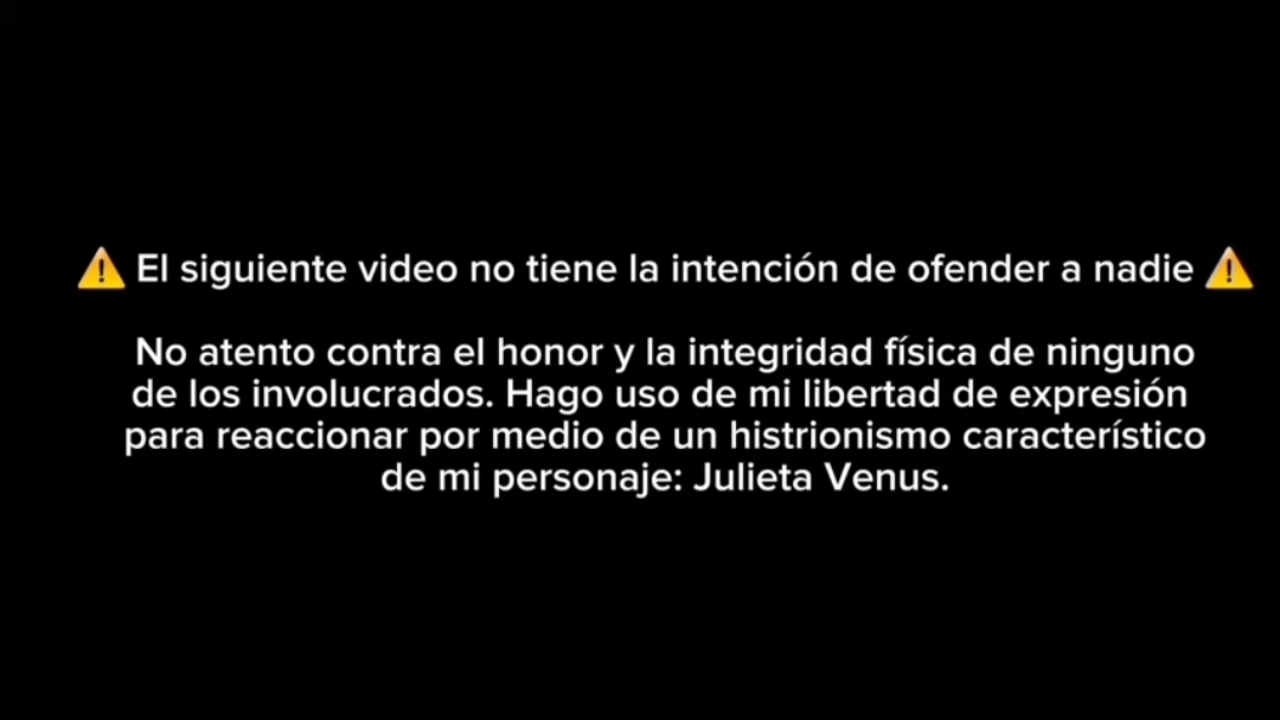 ⚠️ El siguiente video no tiene la intención de ofender a nadie ⚠️
No atento contra el honor y la integridad física de ninguno
de los involucrados. Hago uso de mi libertad de expresión
para reaccionar por medio de un histrionismo característico
de mi personaje: Julieta Venus.